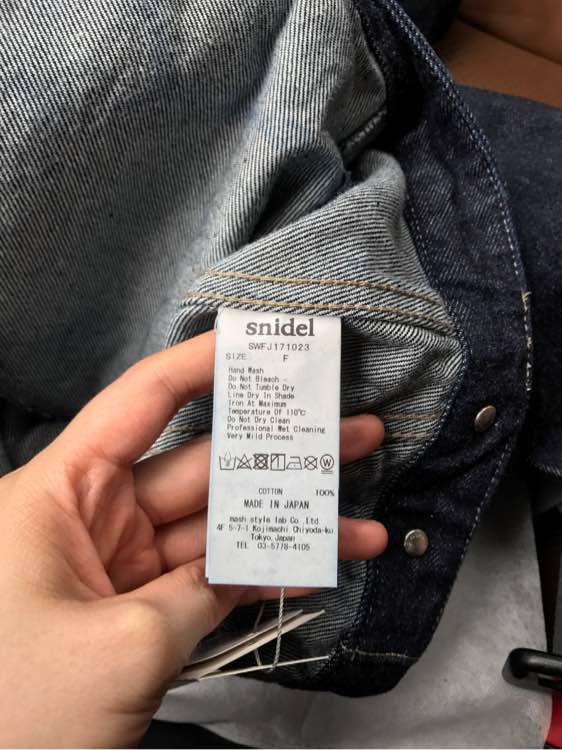 snidel
SWFJ171023
SIZE F
Hand Wash
Do Not Bleach -
Do Not Tumble Dry
Line Dry In Shade
Iron At Maximum
Temperature Of 110℃
Do Not Dry Clean
Professional Wet Cleaning
Very Mild Process
W
COTTON 100%
MADE IN JAPAN
mash style lab Co.,Ltd.
4F 5-7-1 Kojimachi Chiyoda-ku
Tokyo,Japan
TEL 03-5778-4105